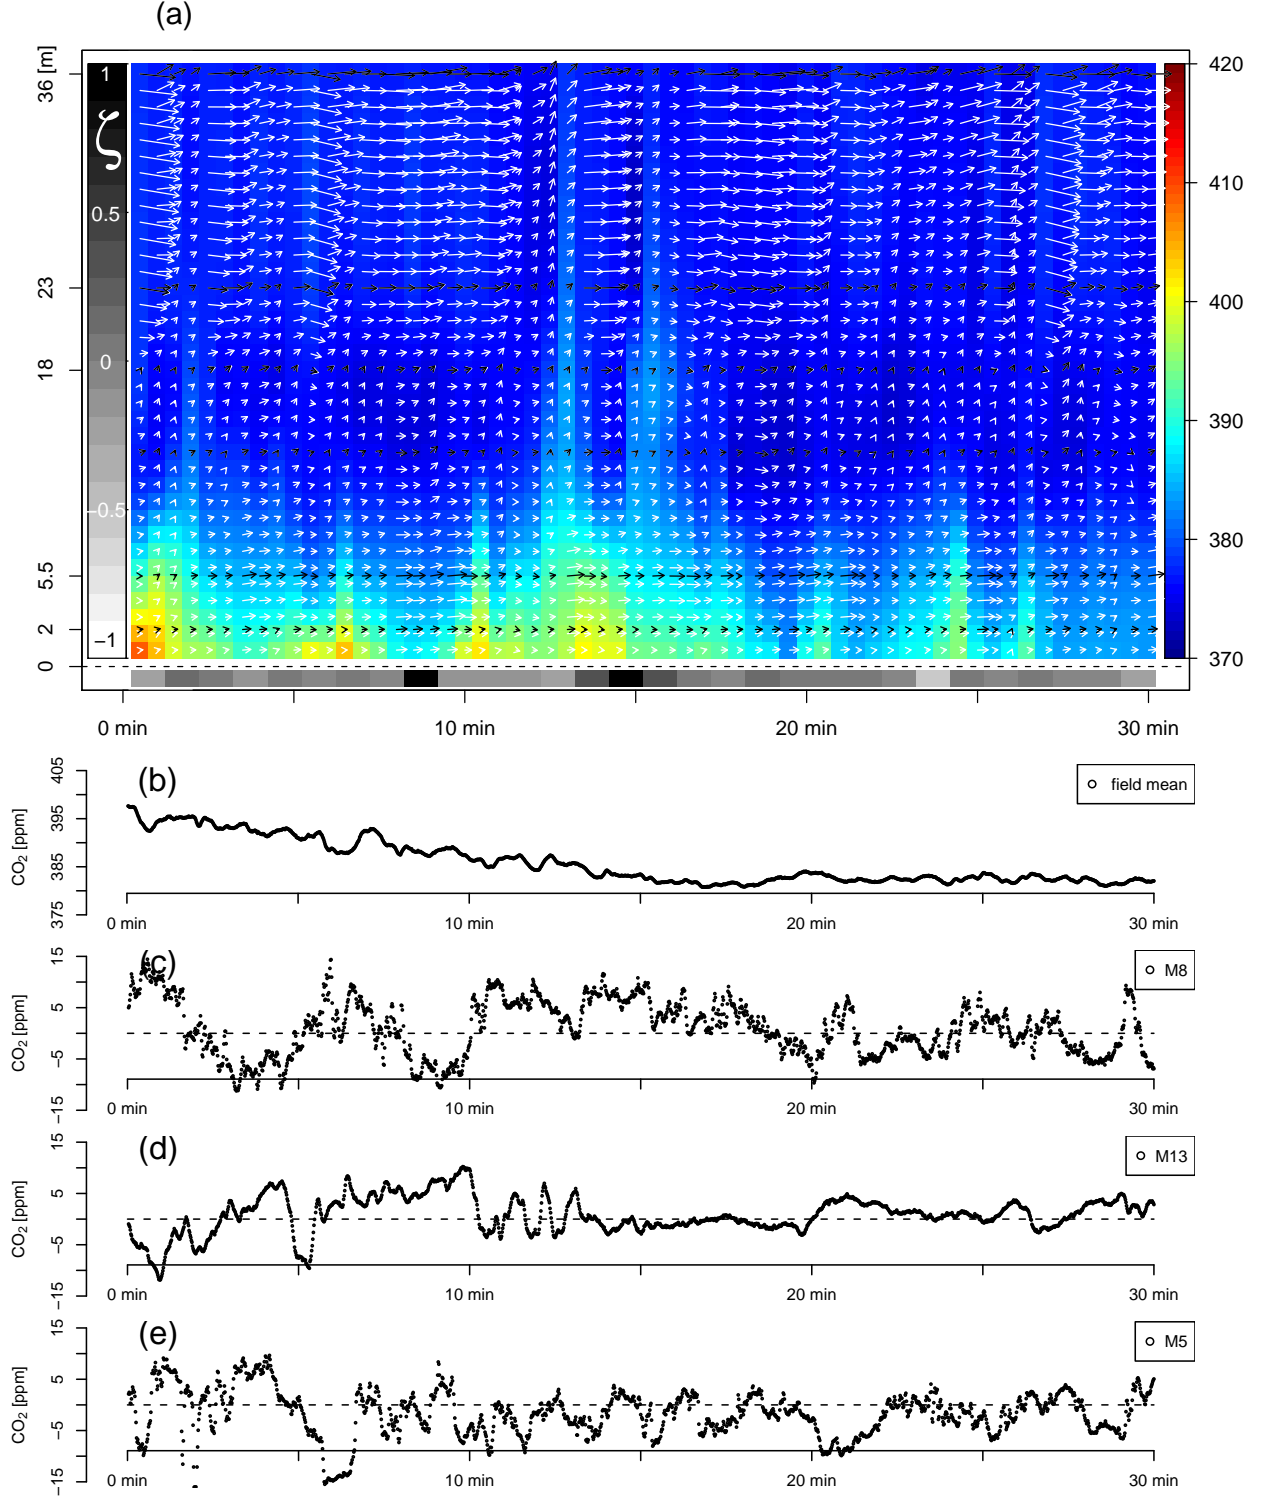 (a)
36 [m]
23
18
5.5
2
0
1
ζ
0.5
0
−0.5
−1
420
410
400
390
380
370
0 min
10 min
20 min
30 min
(b)
field mean
CO2 [ppm]
405
395
385
375
0 min
10 min
20 min
30 min
(c)
M8
CO2 [ppm]
15
5
−5
−15
0 min
10 min
20 min
30 min
(d)
M13
CO2 [ppm]
15
5
−5
−15
0 min
10 min
20 min
30 min
(e)
M5
CO2 [ppm]
15
5
−5
−15
0 min
10 min
20 min
30 min